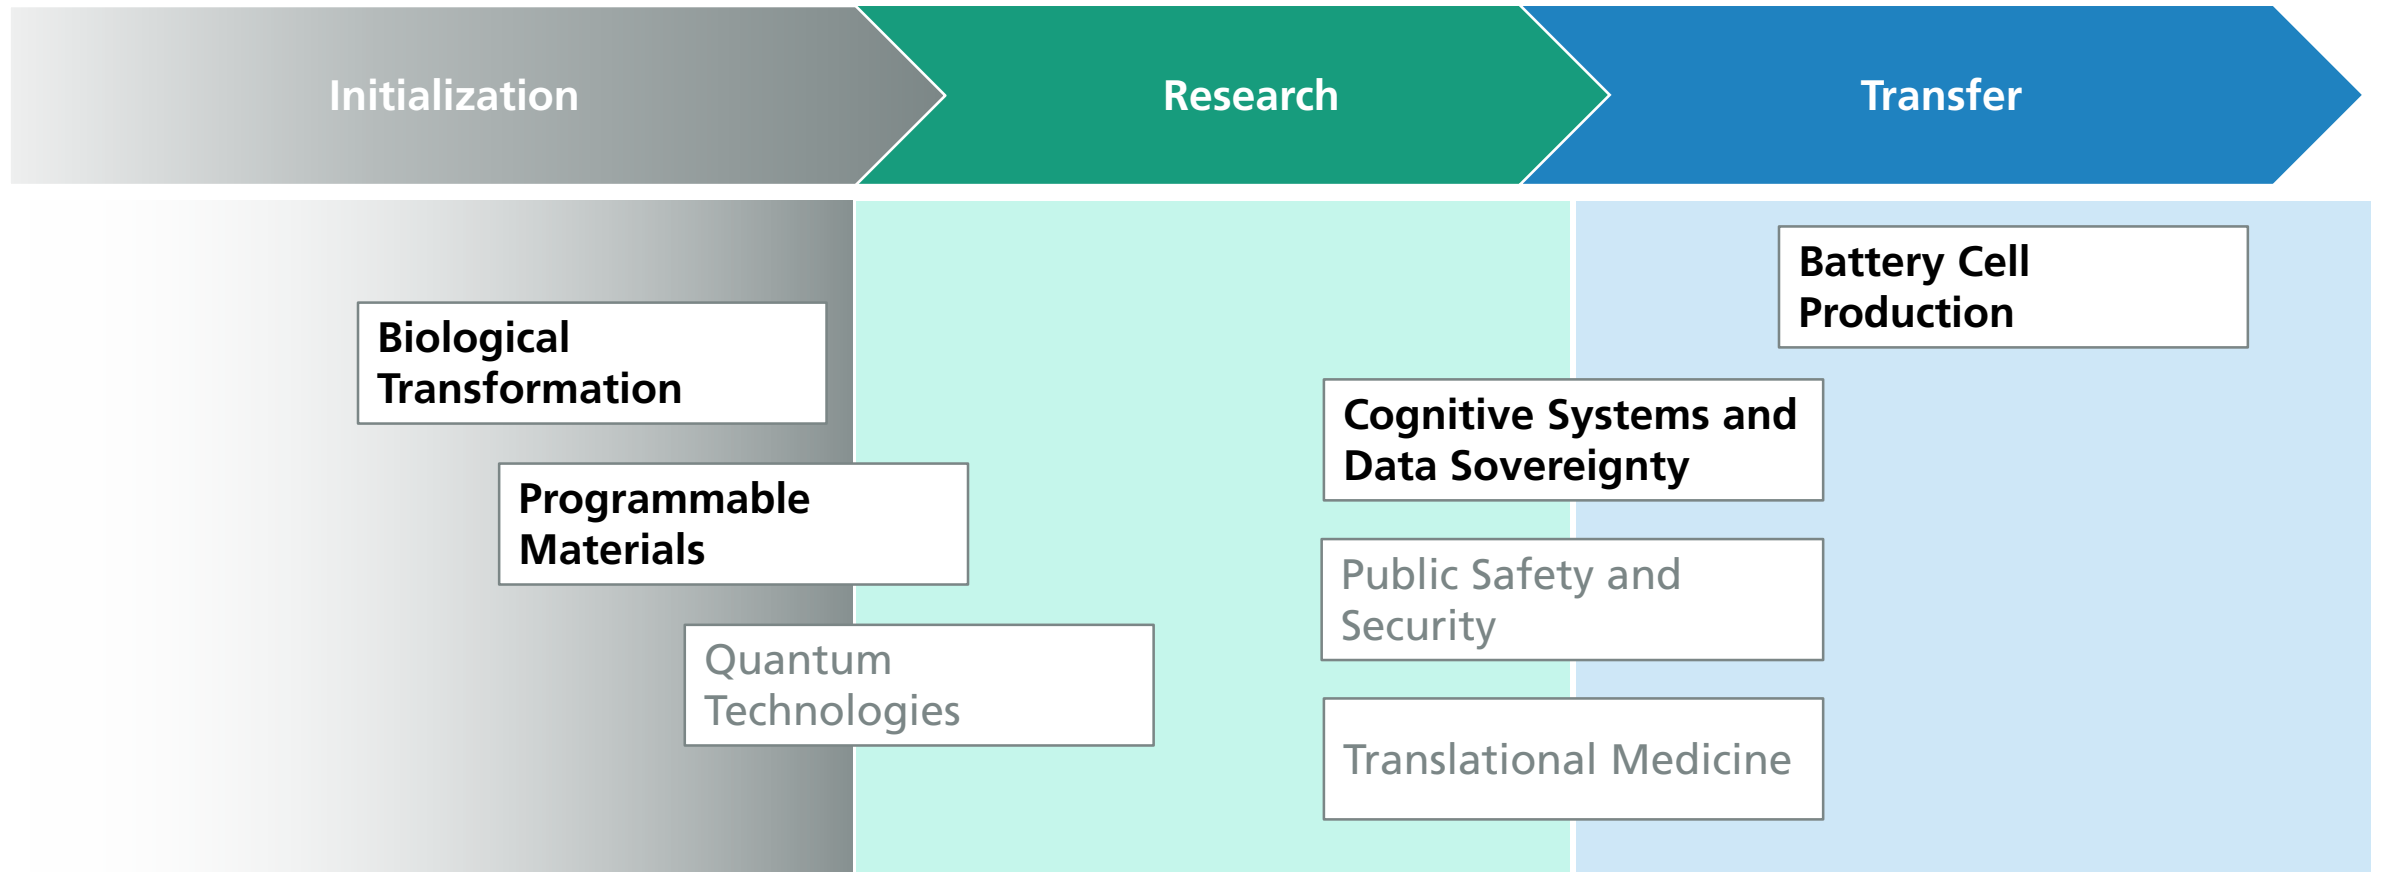 Initialization
Research
Transfer
Battery Cell
Production
Biological
Transformation
Cognitive Systems and
Data Sovereignty
Programmable
Materials
Public Safety and
Security
Quantum
Technologies
Translational Medicine